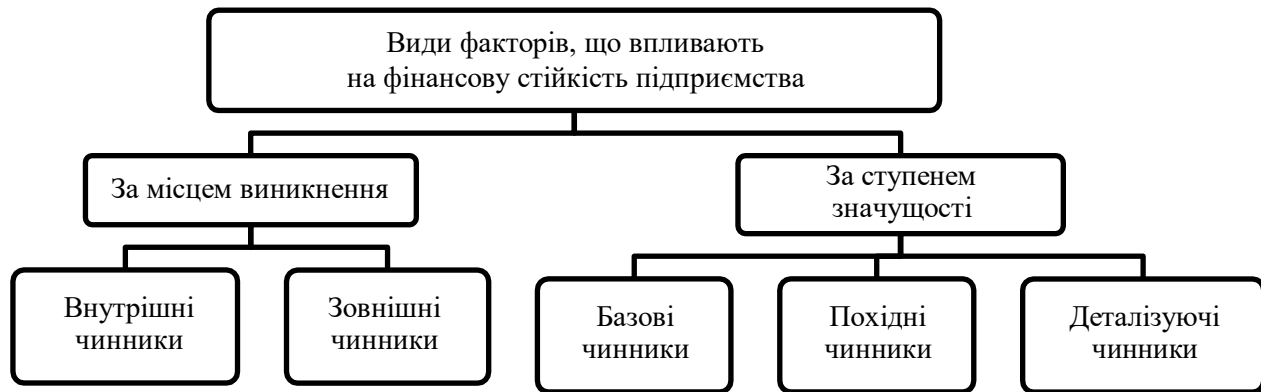 Види факторів, що впливають
на фінансову стійкість підприємства
За місцем виникнення
За ступенем
значущості
Внутрішні
чинники
Зовнішні
чинники
Базові
чинники
Похідні
чинники
Деталізуючі
чинники